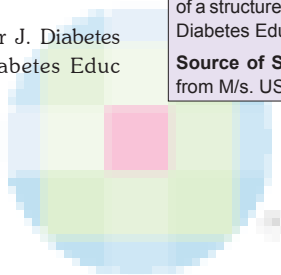 r J. Diabetes
abetes Educ
of a structure
Diabetes Edu
Source of S
from M/s. US